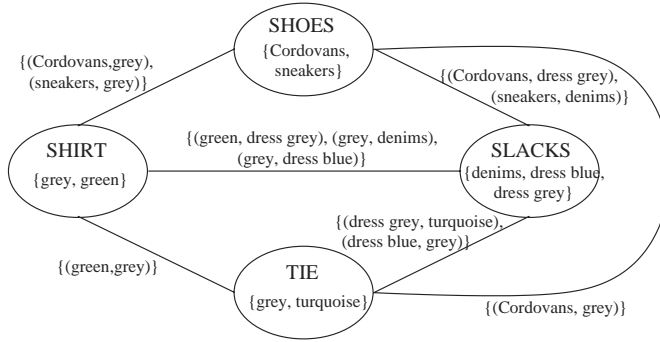 SHOES
{Cordovans,
sneakers}
{(Cordovans,grey),
(sneakers, grey)}
{(Cordovans, dress grey),
(sneakers, denims)}
SHIRT
{grey, green}
{(green, dress grey), (grey, denims),
(grey, dress blue)}
SLACKS
{denims, dress blue,
dress grey}
{(dress grey, turquoise),
(dress blue, grey)}
{(green,grey)}
TIE
{grey, turquoise}
{(Cordovans, grey)}